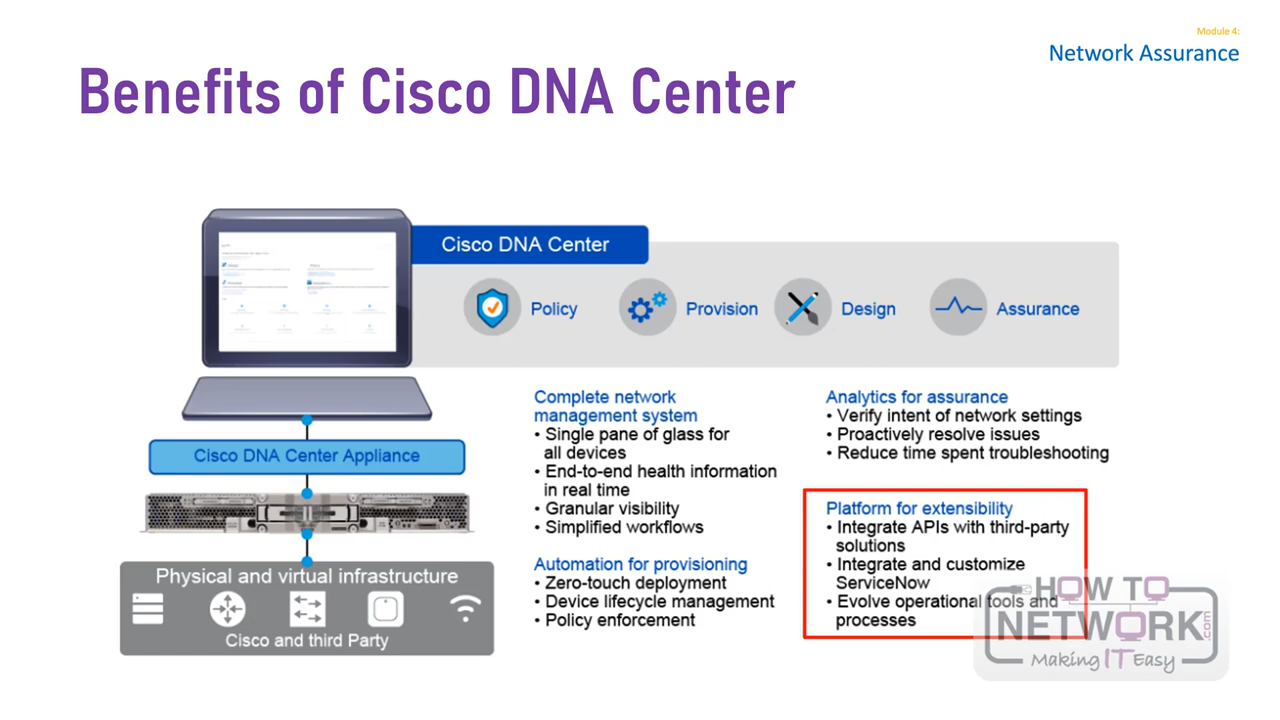 Module 4:
Network Assurance
Benefits of Cisco DNA Center
Cisco DNA Center
Policy
Provision
Design
Assurance
Cisco DNA Center Appliance
Physical and virtual infrastructure
Cisco and third Party
Complete network
management system
• Single pane of glass for
all devices
• End-to-end health information
in real time
• Granular visibility
• Simplified workflows
Automation for provisioning
• Zero-touch deployment
• Device lifecycle management
• Policy enforcement
Analytics for assurance
• Verify intent of network settings
• Proactively resolve issues
• Reduce time spent troubleshooting
Platform for extensibility
• Integrate APIs with third-party
solutions
• Integrate and customize
ServiceNow
• Evolve operational tools and
processes
HOW TO
NETWORK.com
Making IT Easy